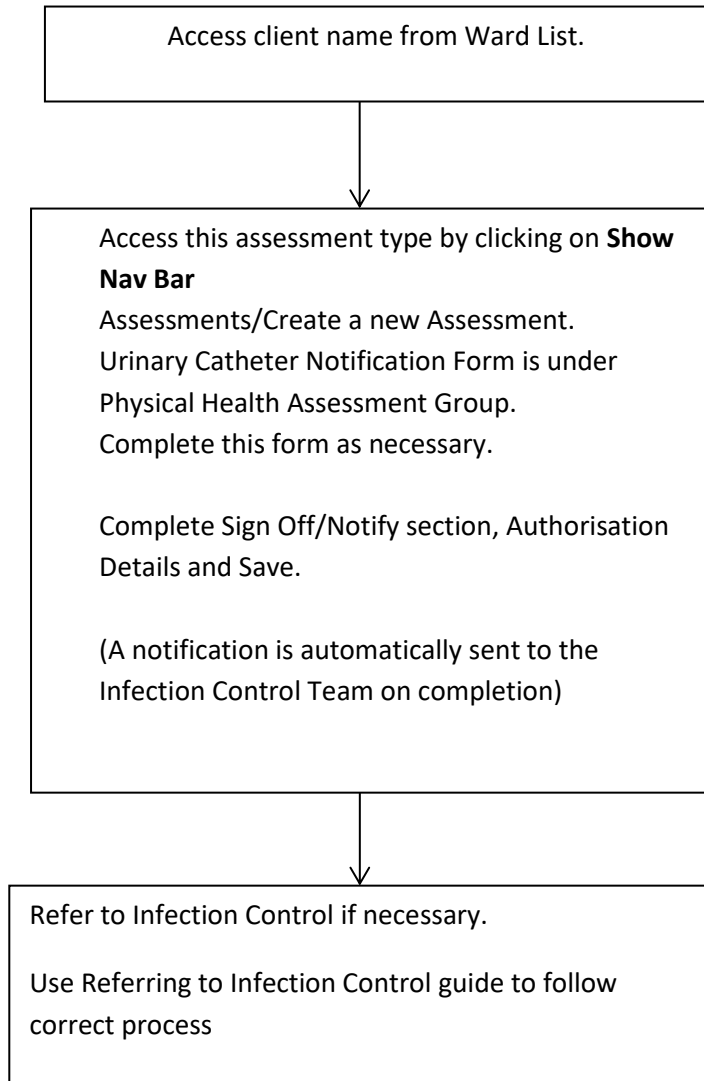 Access client name from Ward List.
Access this assessment type by clicking on Show
Nav Bar
Assessments/Create a new Assessment.
Urinary Catheter Notification Form is under
Physical Health Assessment Group.
Complete this form as necessary.
Complete Sign Off/Notify section, Authorisation
Details and Save.
(A notification is automatically sent to the
Infection Control Team on completion)
Refer to Infection Control if necessary.
Use Referring to Infection Control guide to follow
correct process